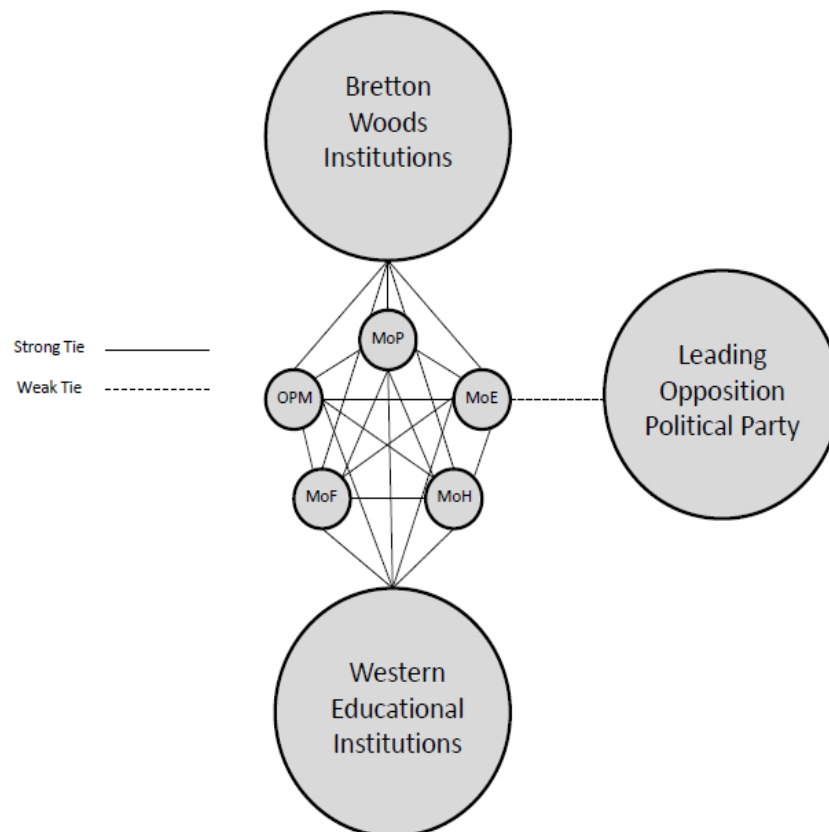 Bretton
Woods
Institutions
MoP
Strong Tie
Weak Tie
OPM
MoE
Leading
Opposition
Political Party
MoF
MoH
Western
Educational
Institutions